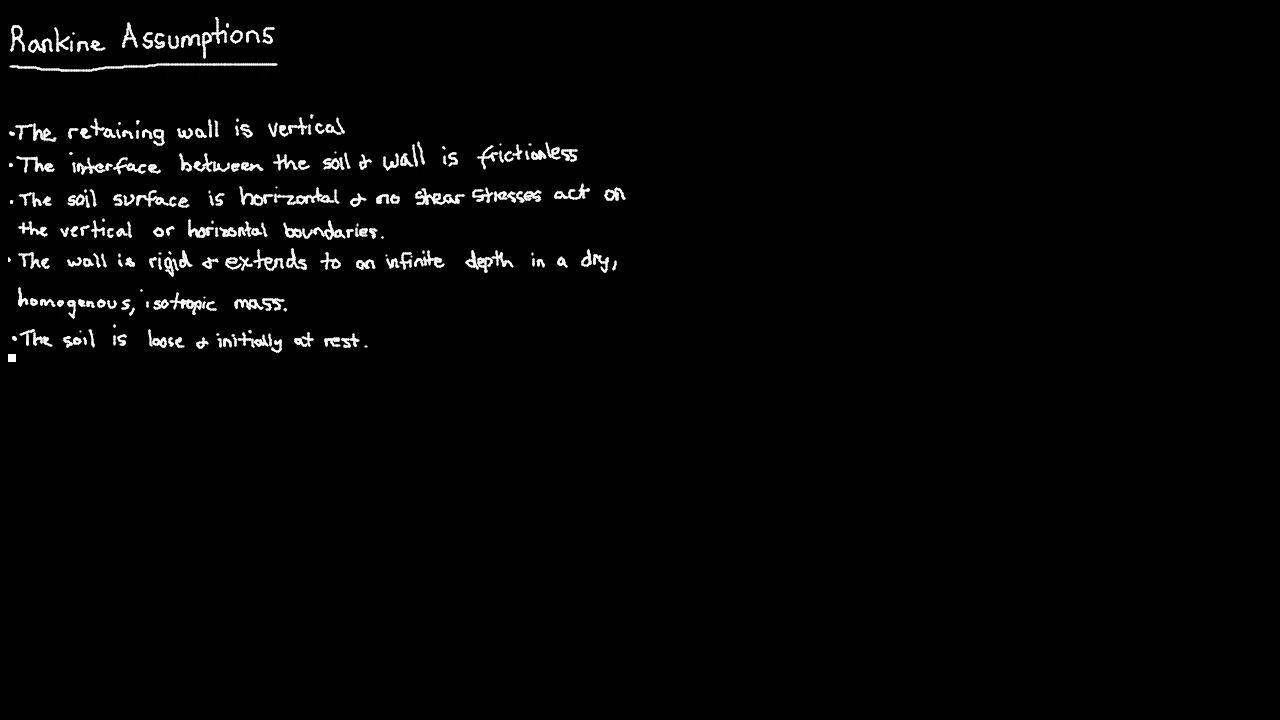 Rankine Assumptions
•The retaining wall is vertical
•The interface between the soil & wall is frictionless
•The soil surface is horizontal & no shear stresses act on
the vertical or horizontal boundaries.
•The wall is rigid & extends to an infinite depth in a dry,
homogenous, isotropic mass.
•The soil is loose & initially at rest.